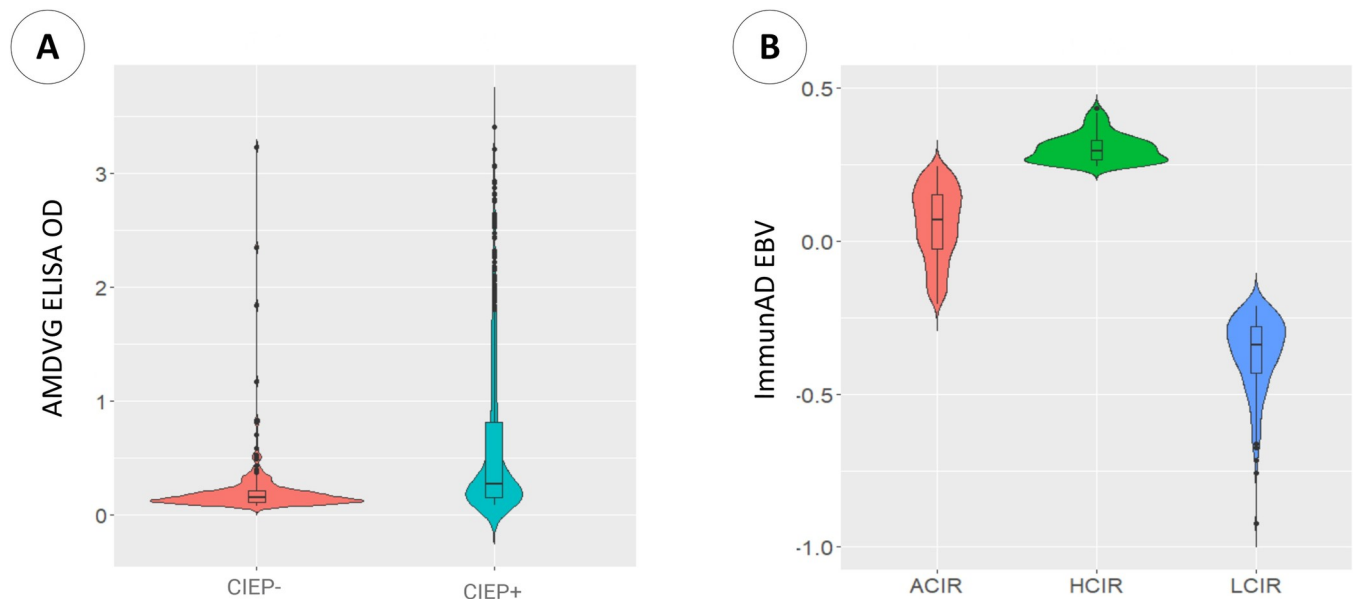 A
B
AMDVG ELISA OD
3
2
1
0
CIEP-
CIEP+
ImmunAD EBV
0.5
0.0
-0.5
-1.0
ACIR
HCIR
LCIR